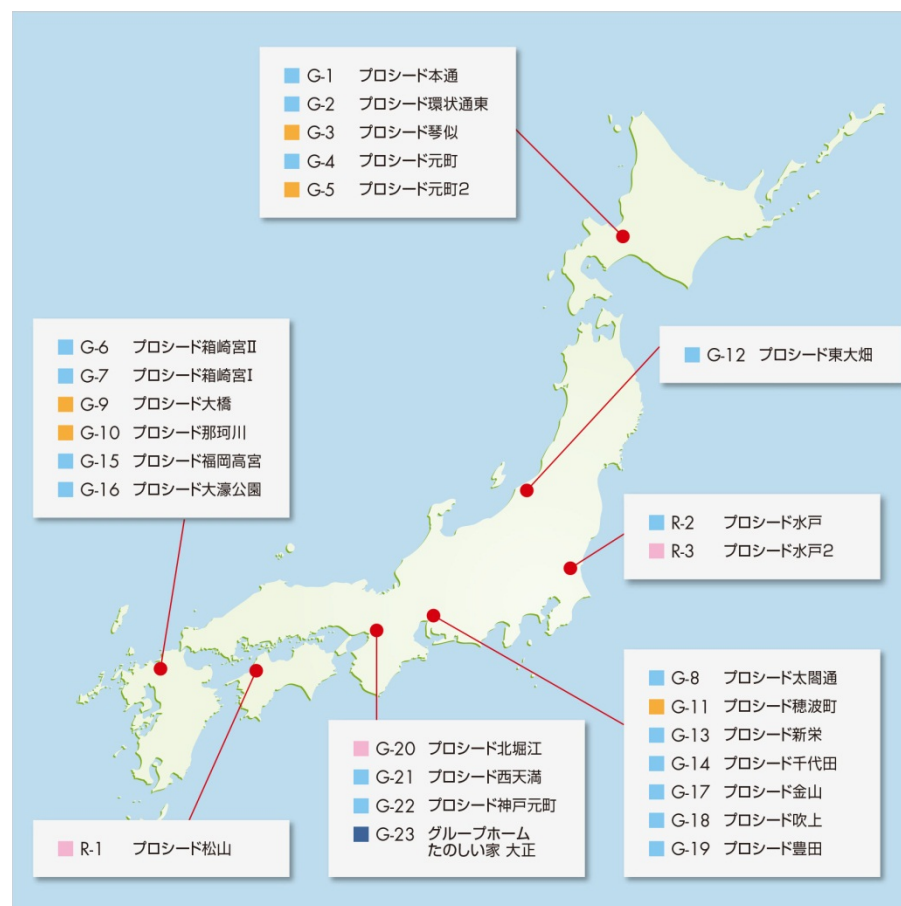 G-1 プロシード本通
G-2 プロシード環状通東
G-3 プロシード琴似
G-4 プロシード元町
G-5 プロシード元町2
G-6 プロシード箱崎宮Ⅱ
G-7 プロシード箱崎宮Ⅰ
G-9 プロシード大橋
G-10 プロシード那珂川
G-15 プロシード福岡高宮
G-16 プロシード大濠公園
G-12 プロシード東大畑
R-2 プロシード水戸
R-3 プロシード水戸2
G-8 プロシード太閤通
G-11 プロシード穂波町
G-13 プロシード新栄
G-14 プロシード千代田
G-17 プロシード金山
G-18 プロシード吹上
G-19 プロシード豊田
G-20 プロシード北堀江
G-21 プロシード西天満
G-22 プロシード神戸元町
G-23 グループホーム
たのしい家 大正
R-1 プロシード松山